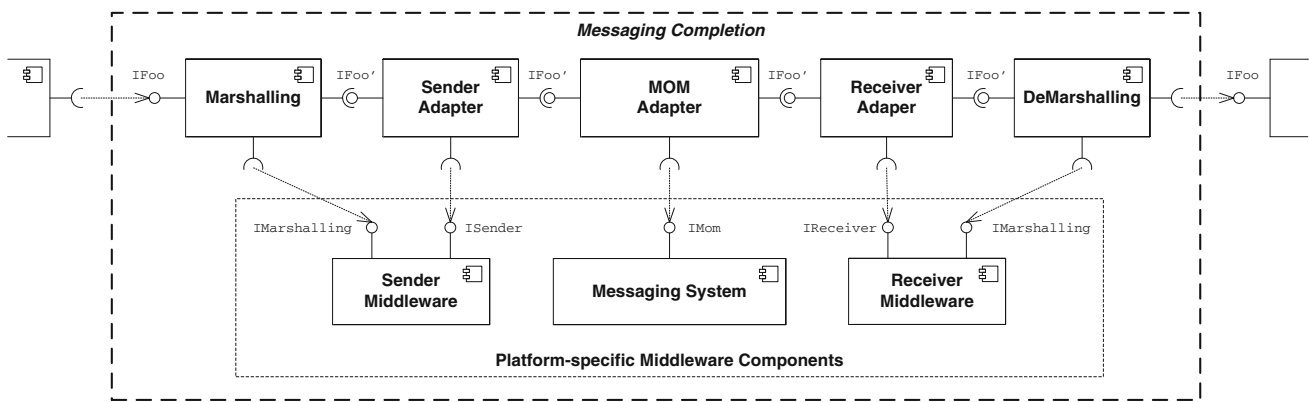 Messaging Completion
IFoo
Marshalling
IFoo’
Sender
Adapter
IFoo’
MOM
Adapter
IFoo’
Receiver
Adaper
IFoo’
DeMarshalling
IFoo
IMarshalling
ISender
IMom
IReceiver
IMarshalling
Sender
Middleware
Messaging System
Receiver
Middleware
Platform-specific Middleware Components